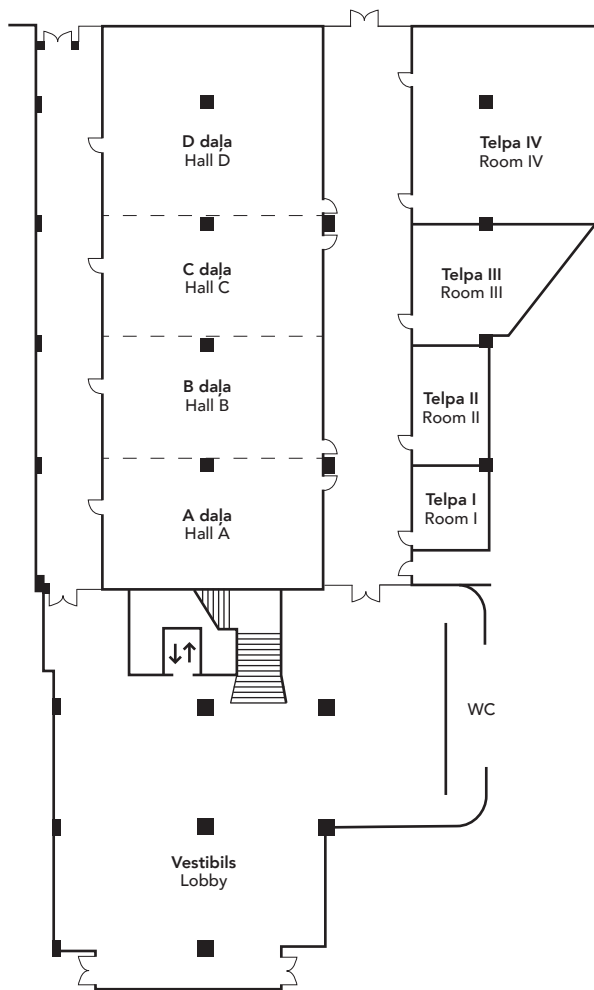 D daļa
Hall D
Telpa IV
Room IV
C daļa
Hall C
Telpa III
Room III
B daļa
Hall B
Telpa II
Room II
A daļa
Hall A
Telpa I
Room I
WC
Vestibils
Lobby